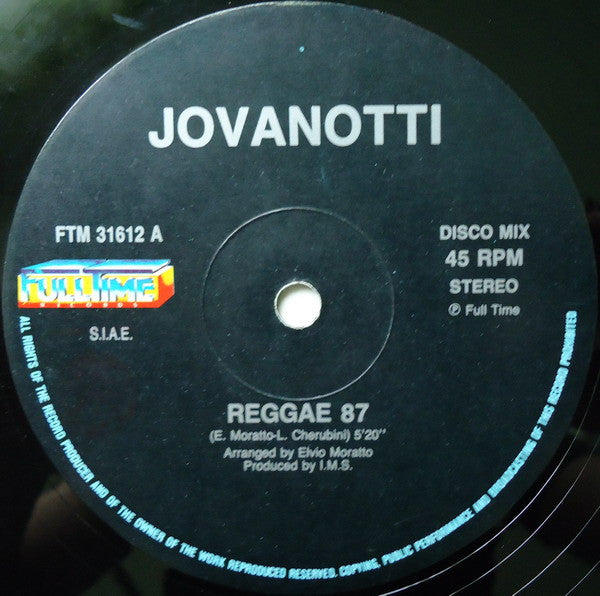 JOVANOTTI
FTM 31612 A
FULLTIME
RECORDS
S.I.A.E.
DISCO MIX
45 RPM
STEREO
℗ Full Time
REGGAE 87
(E. Moratto-L. Cherubini) 5'20''
Arranged by Elvio Moratto
Produced by I.M.S.
ALL RIGHTS OF THE RECORD PRODUCER AND OF THE OWNER OF THE WORK REPRODUCED RESERVED. COPYING, PUBLIC PERFORMANCE AND BROADCASTING OF THIS RECORD PROHIBITED